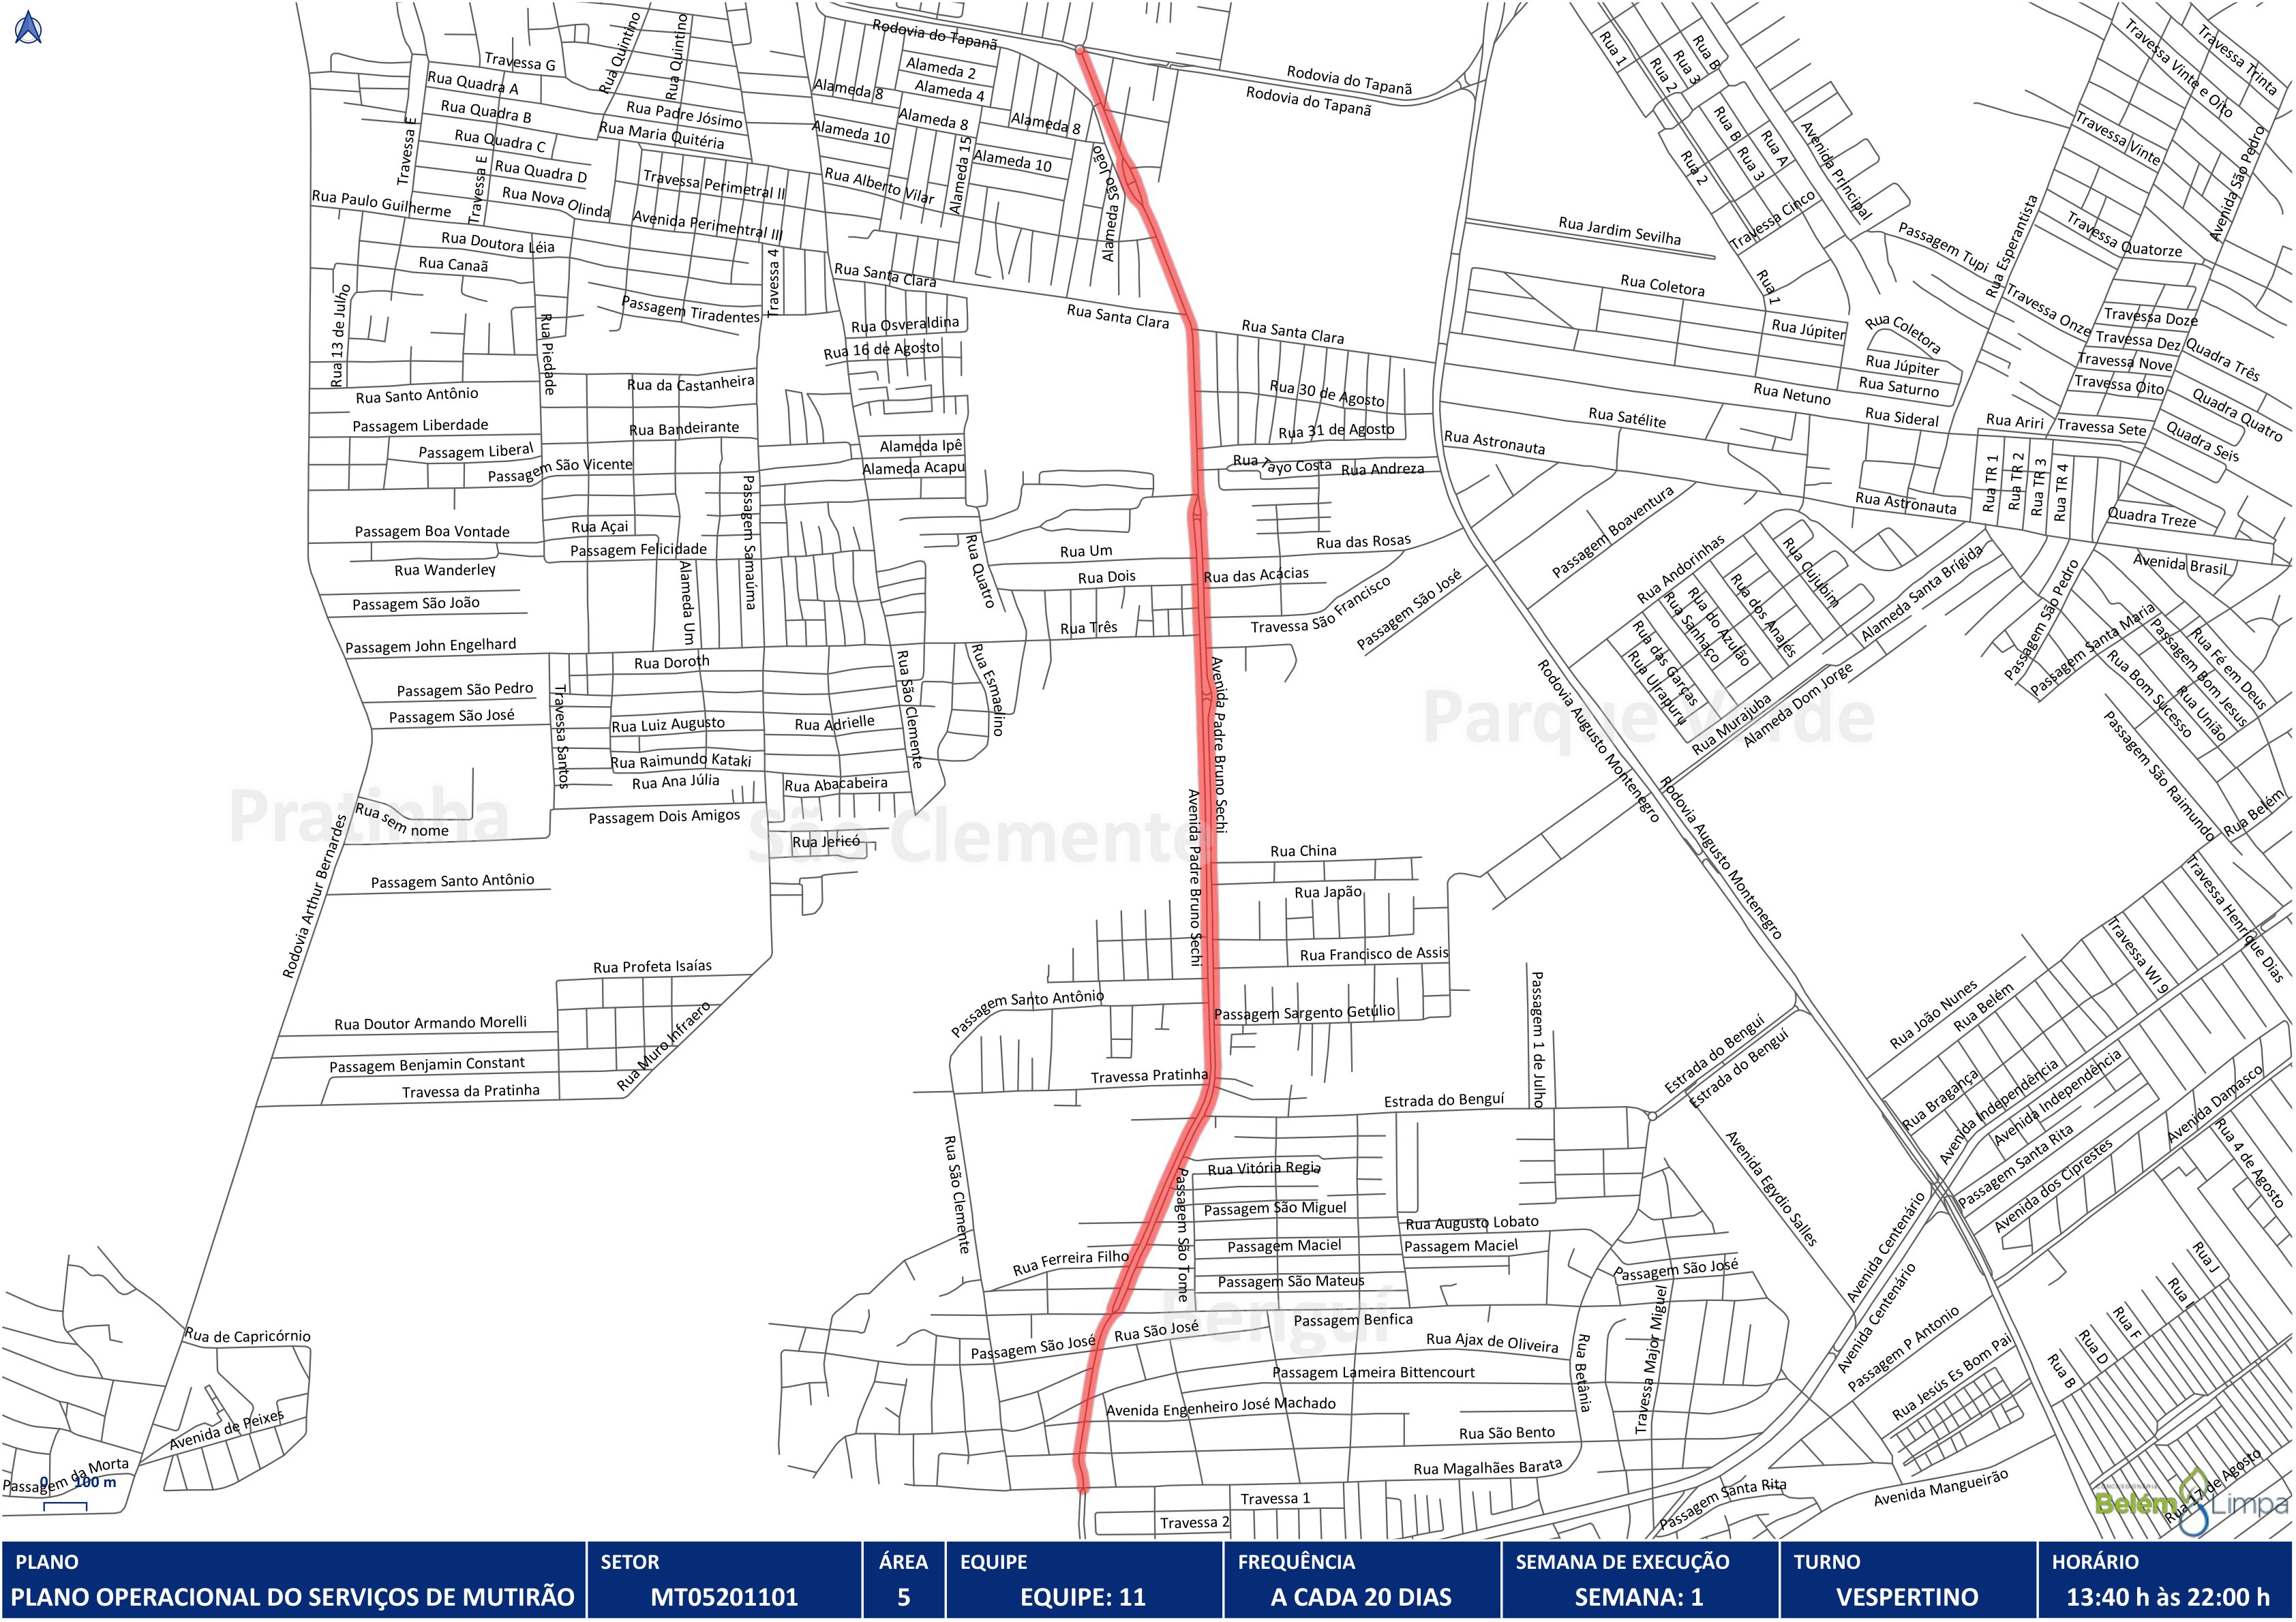 Rodovia do Tapanã
Rodovia do Tapanã
Rodovia do Tapanã
Travessa G
Rua Quintino
Rua Quintino
Rua Quadra A
Rua Quadra B
Rua Quadra C
Rua Quadra D
Rua Nova Olinda
Travessa E
Travessa E
Rua Padre Jósimo
Rua Maria Quitéria
Travessa Perimetral II
Avenida Perimentral III
Alameda 2
Alameda 4
Alameda 8
Alameda 8
Alameda 8
Alameda 10
Alameda 10
Alameda 15
Rua Alberto Vilar
Rua 1
Rua 2
Rua 3
Rua B
Rua B
Rua 3
Rua A
Rua 2
Avenida Principal
Travessa Cinco
Rua 1
Travessa Trinta
Travessa Vinte e Oito
Travessa Vinte
Avenida São Pedro
Rua Esperantista
Travessa Quatorze
Passagem Tupi
Travessa Onze
Travessa Doze
Travessa Dez
Travessa Nove
Travessa Oito
Travessa Sete
Quadra Três
Quadra Quatro
Quadra Seis
Quadra Treze
Rua Paulo Guilherme
Rua Doutora Léia
Rua Canaã
Rua 13 de Julho
Rua Piedade
Passagem Tiradentes
Travessa 4
Rua Santa Clara
Rua Santa Clara
Rua Santa Clara
Rua Osveraldina
Rua 16 de Agosto
Rua Jardim Sevilha
Rua Coletora
Rua Coletora
Rua Júpiter
Rua Júpiter
Rua Saturno
Rua Netuno
Rua Sideral
Rua Ariri
Rua Satélite
Rua Astronauta
Rua Astronauta
Rua TR 1
Rua TR 2
Rua TR 3
Rua TR 4
Rua Santo Antônio
Rua da Castanheira
Passagem Liberdade
Rua Bandeirante
Passagem Liberal
Passagem São Vicente
Passagem Samaúma
Alameda Ipê
Alameda Acapu
Rua 30 de Agosto
Rua 31 de Agosto
Rua Tayo Costa
Rua Andreza
Passagem Boa Vontade
Rua Açai
Passagem Felicidade
Rua Wanderley
Alameda Um
Rua Quatro
Rua Um
Rua Dois
Rua Três
Rua das Rosas
Rua das Acácias
Travessa São Francisco
Passagem São José
Passagem Boaventura
Rua Andorinhas
Rua Cujubim
Rua dos Anajés
Rua do Azulão
Rua Sanhaço
Rua das Garças
Rua Uirapuru
Rua Murajuba
Alameda Dom Jorge
Alameda Santa Brígida
Avenida Brasil
Passagem São Pedro
Passagem Santa Maria
Passagem Bom Jesus
Rua Fé em Deus
Rua Bom Sucesso
Rua União
Passagem São Raimundo
Rua Belém
Passagem São João
Passagem John Engelhard
Passagem São Pedro
Passagem São José
Travessa Santos
Rua Doroth
Rua Luiz Augusto
Rua Adrielle
Rua Raimundo Kataki
Rua Ana Júlia
Rua Abacabeira
Passagem Dois Amigos
Rua Jericó
Rua São Clemente
Rua Esmaelino
Avenida Padre Bruno Sechi
Avenida Padre Bruno Sechi
Parque Verde
Pratinha
São Clemente
Benguí
Rodovia Augusto Montenegro
Rodovia Augusto Montenegro
Rua sem nome
Rodovia Arthur Bernardes
Passagem Santo Antônio
Rua China
Rua Japão
Rua Francisco de Assis
Passagem Santo Antônio
Passagem Sargento Getúlio
Passagem 1 de Julho
Rua Profeta Isaías
Rua Doutor Armando Morelli
Passagem Benjamin Constant
Travessa da Pratinha
Rua Muro Infraero
Travessa Pratinha
Estrada do Benguí
Estrada do Benguí
Estrada do Benguí
Rua João Nunes
Rua Belém
Travessa WI 9
Travessa Henrique Dias
Rua Bragança
Avenida Independência
Avenida Independência
Passagem Santa Rita
Avenida dos Ciprestes
Avenida Damasco
Rua 4 de Agosto
Rua São Clemente
Rua Vitória Regia
Passagem São Miguel
Passagem São Tome
Passagem Maciel
Passagem Maciel
Rua Augusto Lobato
Passagem São Mateus
Rua Ferreira Filho
Passagem Benfica
Passagem São José
Rua São José
Passagem São José
Avenida Egydio Salles
Avenida Centenário
Avenida Centenário
Rua Ajax de Oliveira
Passagem Lameira Bittencourt
Avenida Engenheiro José Machado
Rua São Bento
Rua Magalhães Barata
Rua Betânia
Travessa Major Miguel
Passagem P Antonio
Rua Jesús Es Bom Pai
Avenida Mangueirão
Passagem Santa Rita
Rua J
Rua F
Rua D
Rua B
Rua 17 de Agosto
Rua de Capricórnio
Avenida de Peixes
Passagem da Morta
0 100 m
Travessa 1
Travessa 2
Belém Limpa
PLANO
PLANO OPERACIONAL DO SERVIÇOS DE MUTIRÃO
SETOR
MT05201101
ÁREA
5
EQUIPE
EQUIPE: 11
FREQUÊNCIA
A CADA 20 DIAS
SEMANA DE EXECUÇÃO
SEMANA: 1
TURNO
VESPERTINO
HORÁRIO
13:40 h às 22:00 h